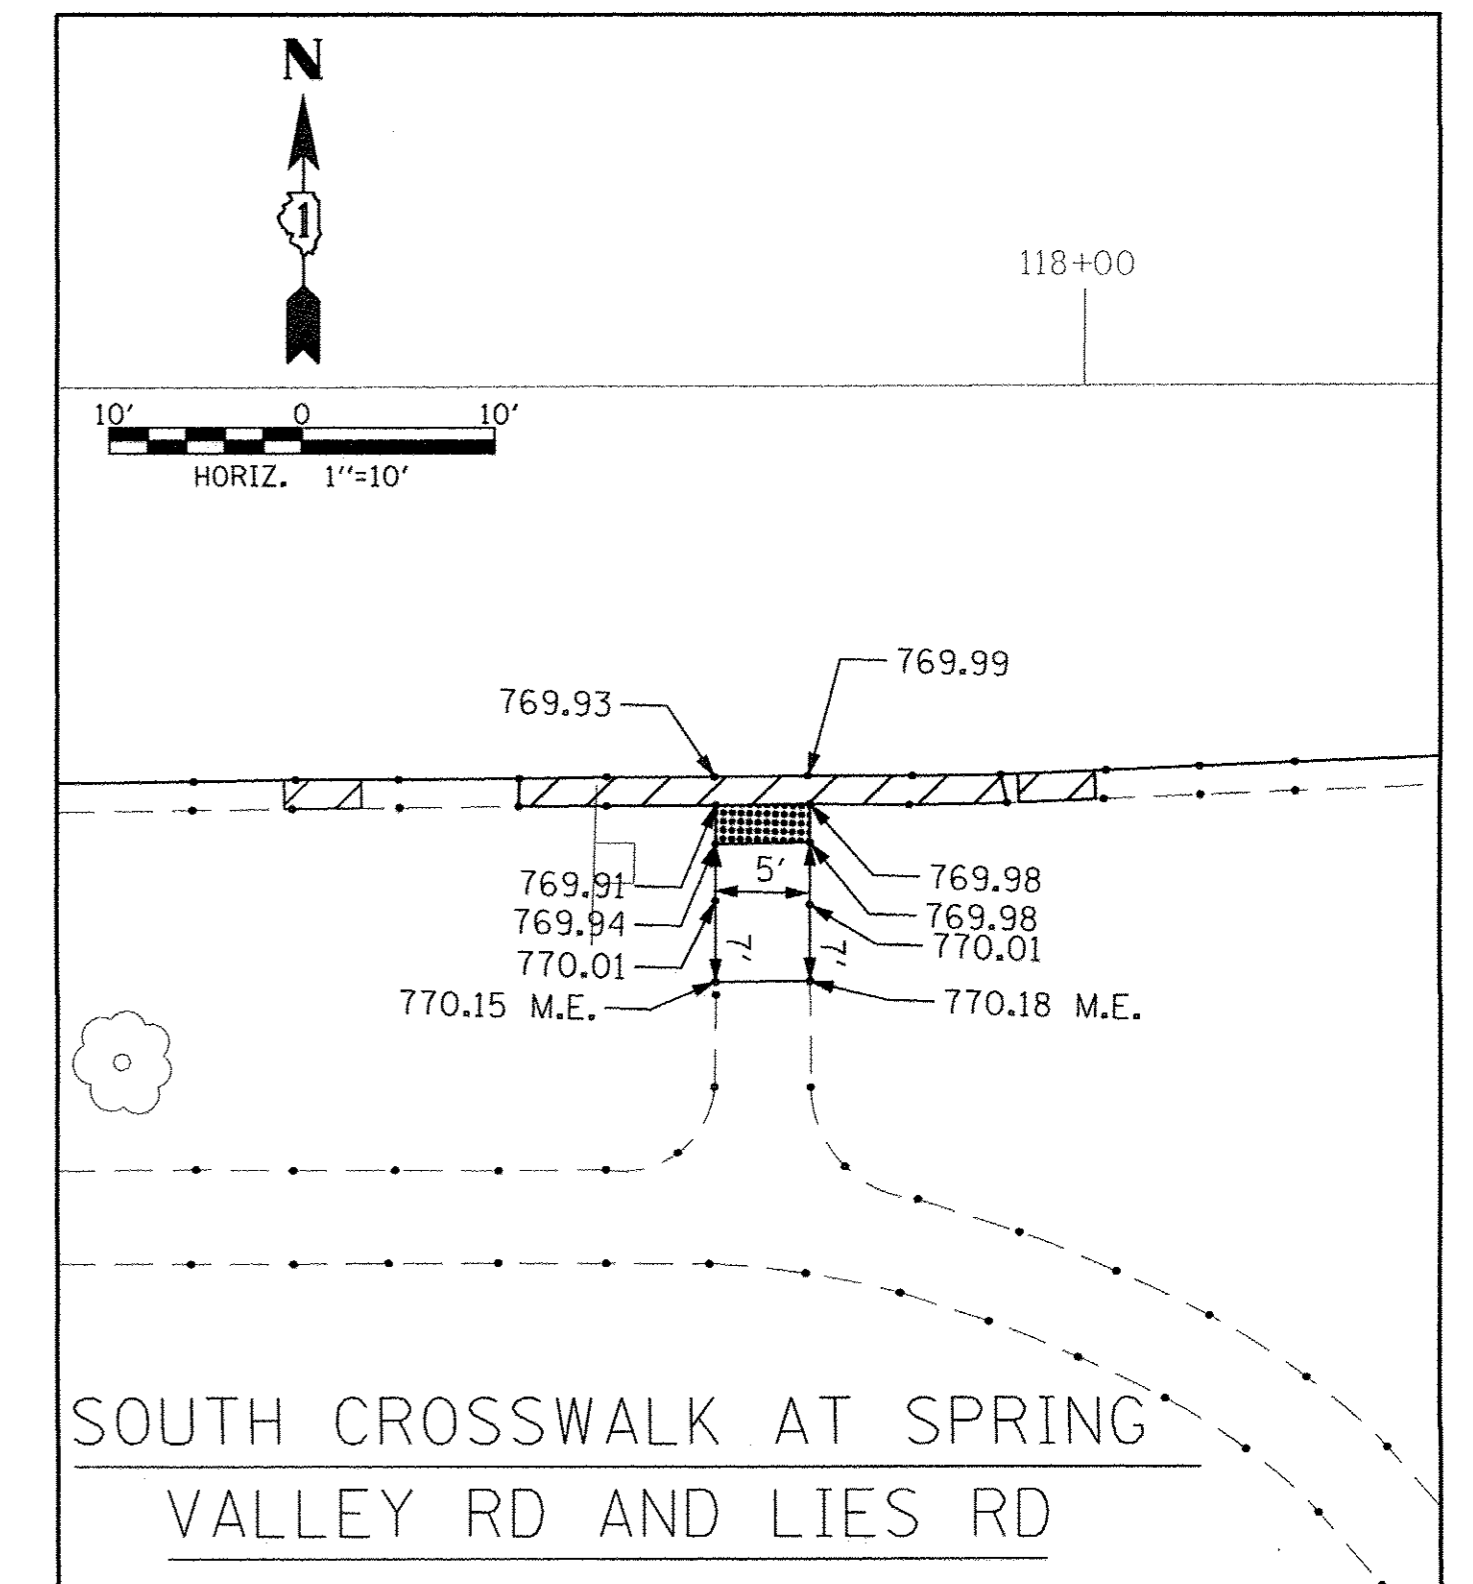 N
1
118+00
10' 0 10'
HORIZ. 1"=10'
769.99
769.93
769.91
769.98
5'
769.94
769.98
770.01
770.01
7'
7'
770.15 M.E.
770.18 M.E.
SOUTH CROSSWALK AT SPRING
VALLEY RD AND LIES RD